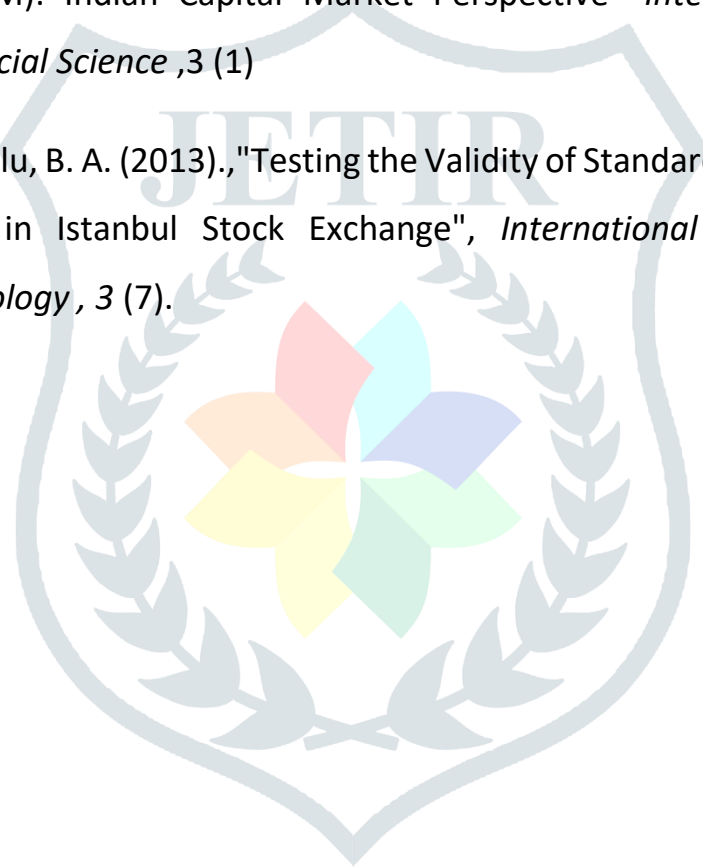 M). Indian Capital Market Perspective" Inte
cial Science ,3 (1)
JETIR
lu, B. A. (2013).,"Testing the Validity of Standar
in Istanbul Stock Exchange", International
ology , 3 (7).